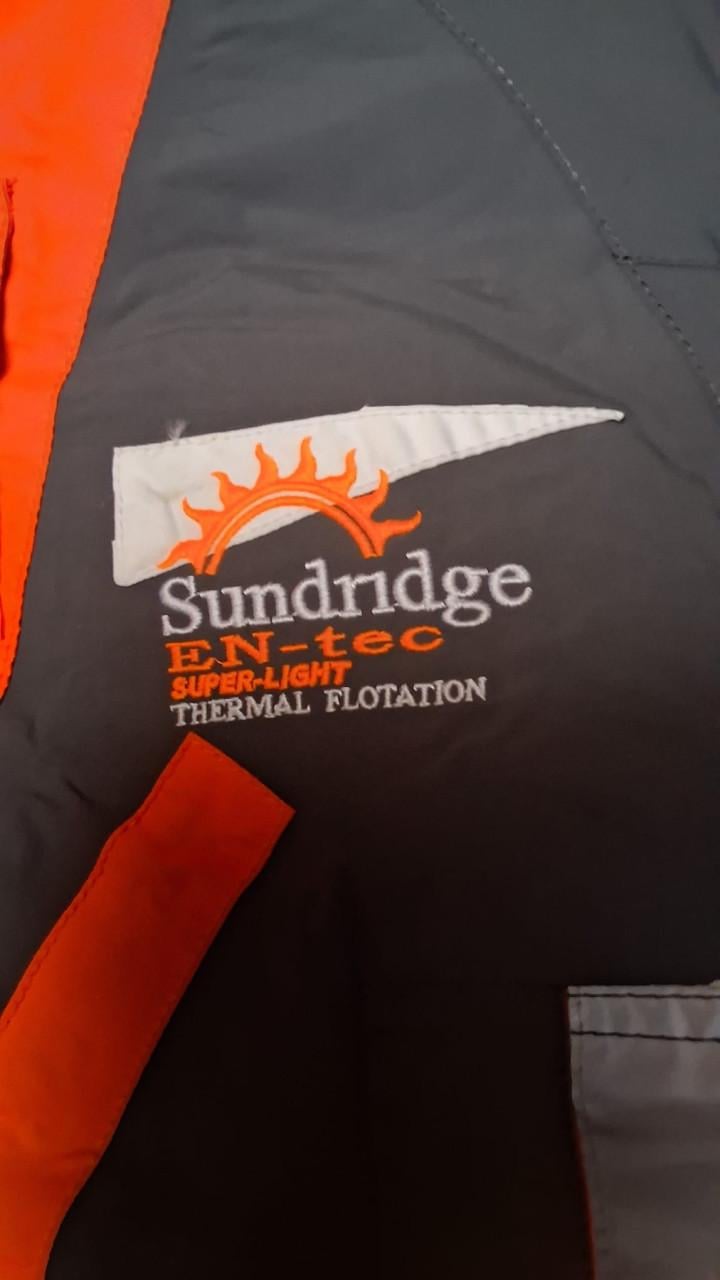 Sundridge
EN-tec
SUPER-LIGHT
THERMAL FLOTATION